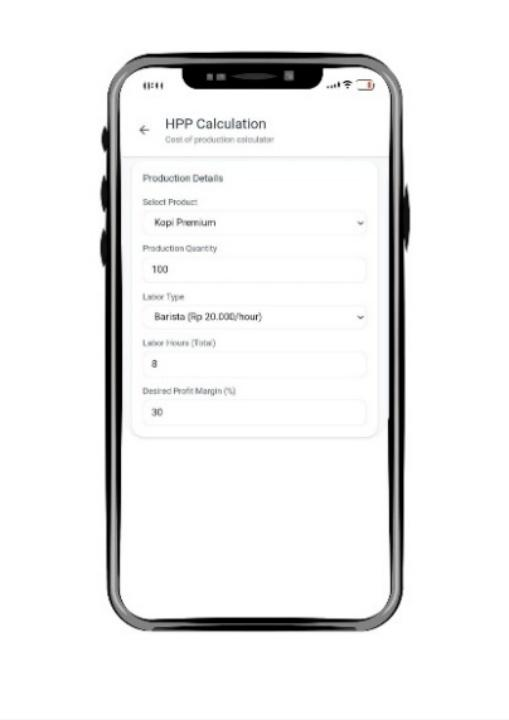 HPP Calculation
Cost of production calculator
Production Details
Select Product
Kopi Premium
Production Quantity
100
Labor Type
Barista (Rp 20.000/hour)
Labor Hours (Total)
8
Desired Profit Margin (%)
30